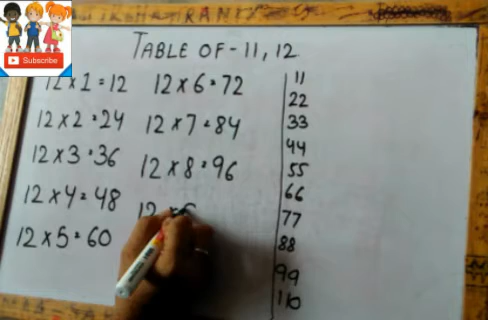 Subscribe
TABLE OF - 11, 12
12 x 1 = 12
12 x 2 = 24
12 x 3 = 36
12 x 4 = 48
12 x 5 = 60
12 x 6 = 72
12 x 7 = 84
12 x 8 = 96
12 x
11
22
33
44
55
66
77
88
99
110